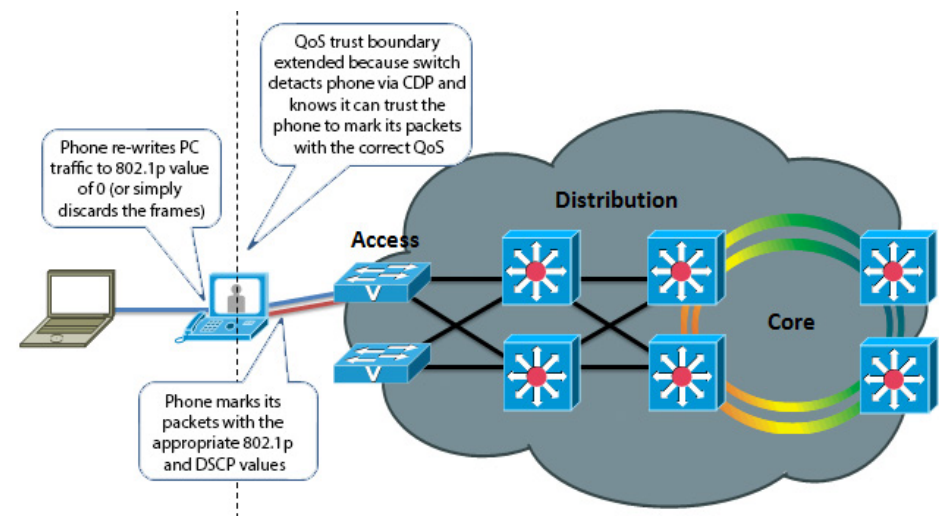 QoS trust boundary
extended because switch
detacts phone via CDP and
knows it can trust the
phone to mark its packets
with the correct QoS
Phone re-writes PC
traffic to 802.1p value
of 0 (or simply
discards the frames)
Distribution
Access
V
V
Core
Phone marks its
packets with the
appropriate 802.1p
and DSCP values